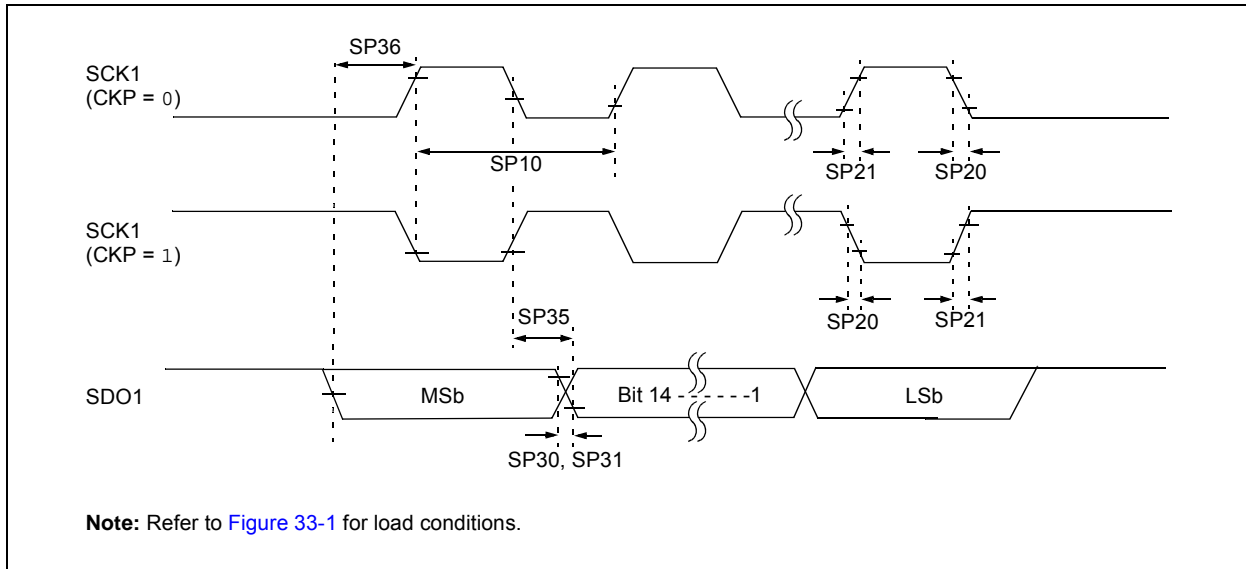 SP36
SCK1
(CKP = 0)
SP10
SP21
SP20
SCK1
(CKP = 1)
SP35
SP20
SP21
SDO1
MSb
Bit 14 - - - - - -1
LSb
SP30, SP31
Note: Refer to Figure 33-1 for load conditions.